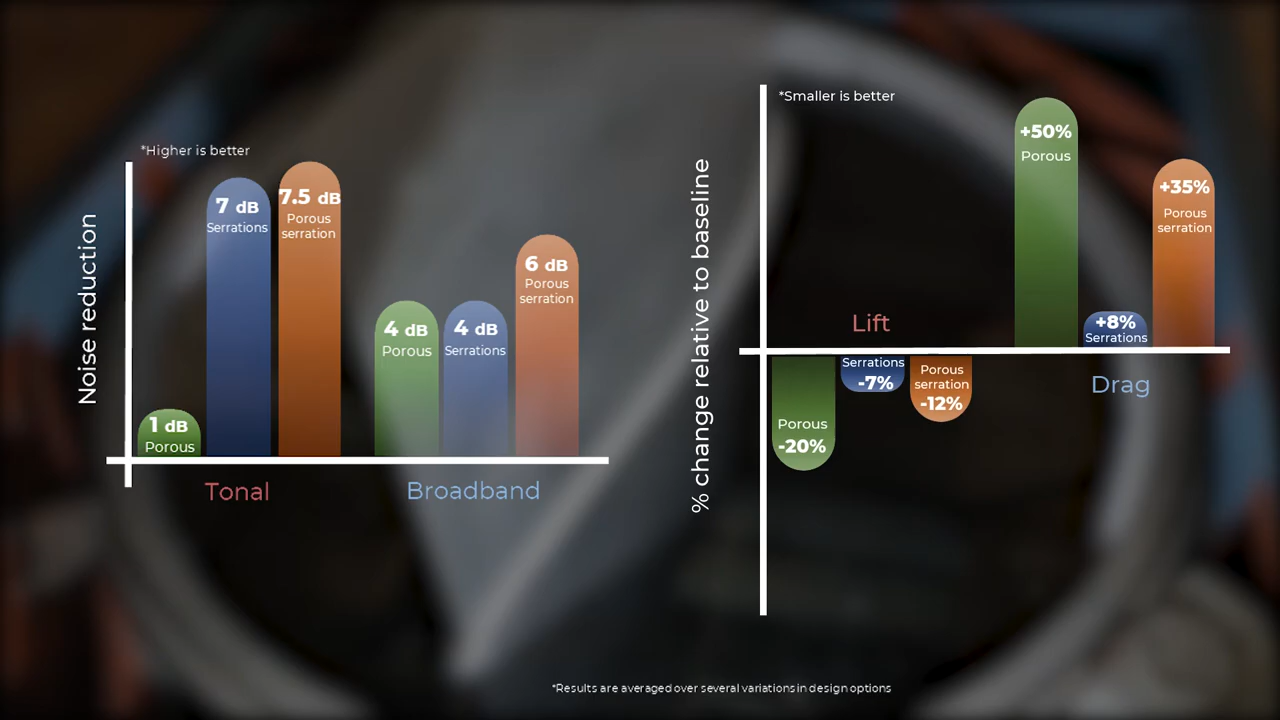 *Higher is better
Noise reduction
1 dB
Porous
7 dB
Serrations
7.5 dB
Porous
serration
Tonal
4 dB
Porous
4 dB
Serrations
6 dB
Porous
serration
Broadband
*Smaller is better
% change relative to baseline
Lift
Porous
-20%
Serrations
-7%
Porous
serration
-12%
+50%
Porous
+8%
Serrations
+35%
Porous
serration
Drag
*Results are averaged over several variations in design options